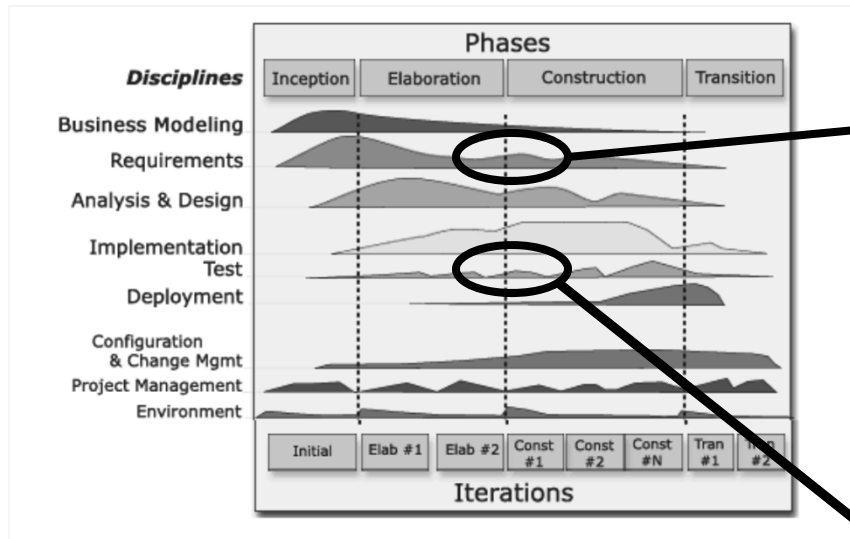 Phases
Disciplines Inception Elaboration Construction Transition
Business Modeling
Requirements
Analysis & Design
Implementation
Test
Deployment
Configuration
& Change Mgmt
Project Management
Environment
Initial Elab #1 Elab #2 Const #1 Const #2 Const #N Tran #1 #2
Iterations